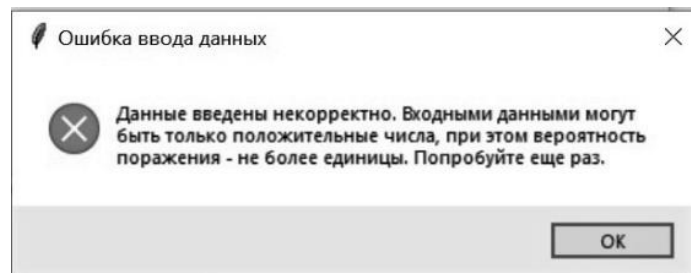 Ошибка ввода данных
Данные введены некорректно. Входными данными могут
быть только положительные числа, при этом вероятность
поражения - не более единицы. Попробуйте еще раз.
ОК